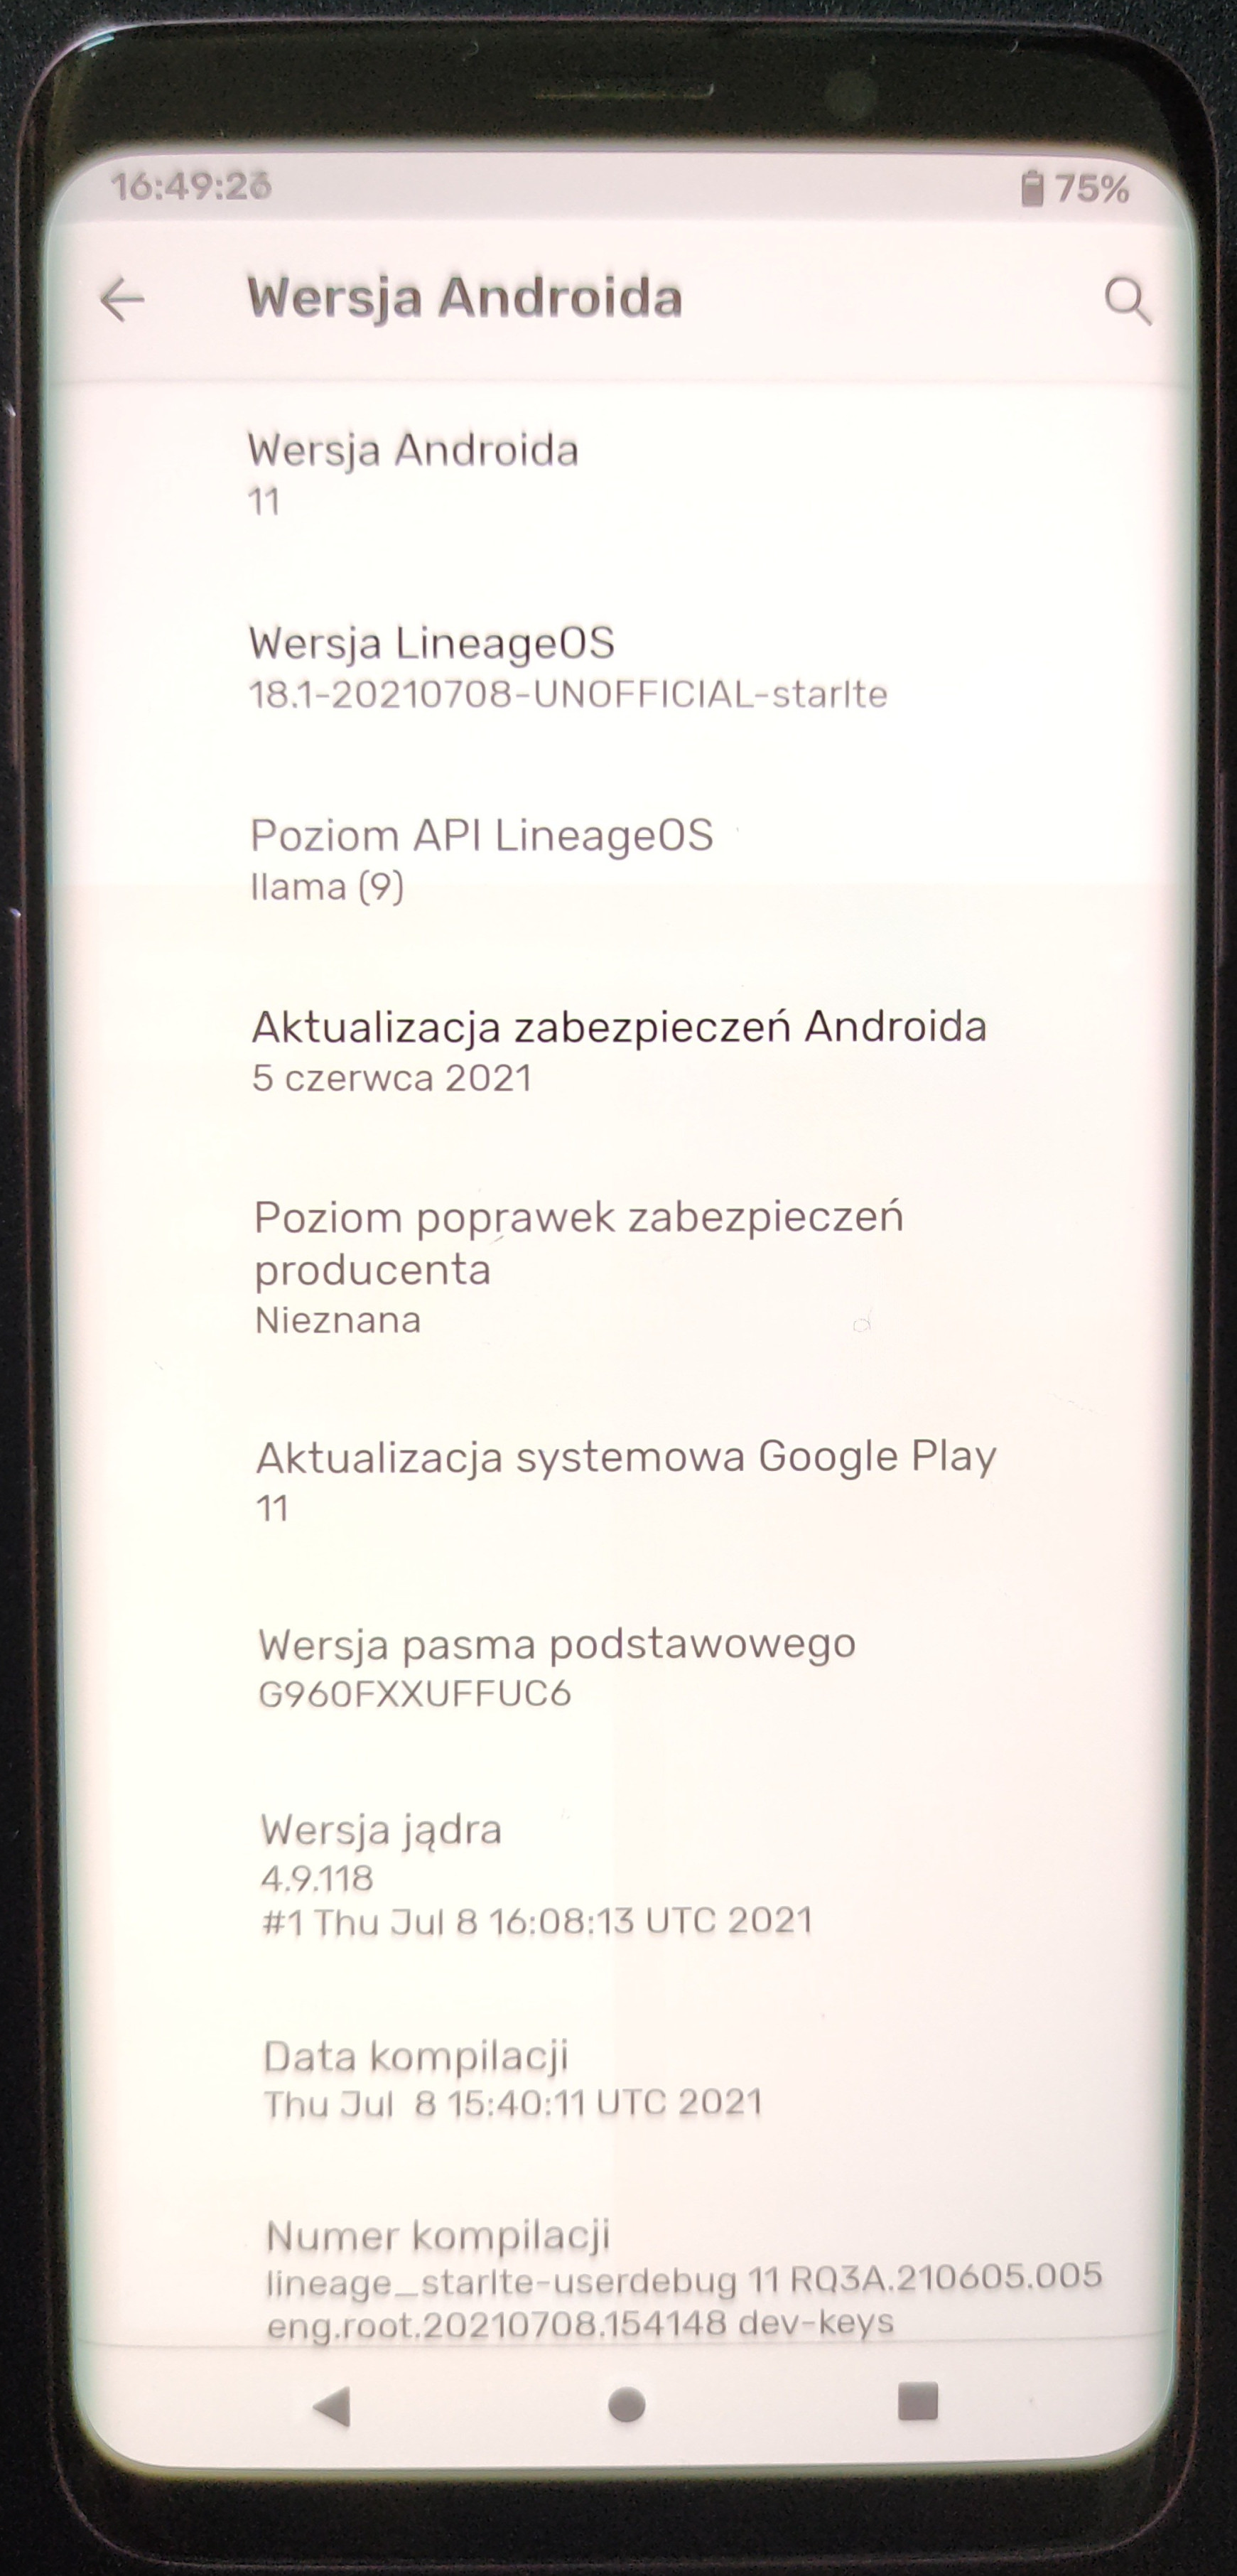 16:49:26
75%
Wersja Androida
Wersja Androida
11
Wersja LineageOS
18.1-20210708-UNOFFICIAL-starlte
Poziom API LineageOS
llama (9)
Aktualizacja zabezpieczeń Androida
5 czerwca 2021
Poziom poprawek zabezpieczeń
producenta
Nieznana
Aktualizacja systemowa Google Play
11
Wersja pasma podstawowego
G960FXXUFFUC6
Wersja jądra
4.9.118
#1 Thu Jul 8 16:08:13 UTC 2021
Data kompilacji
Thu Jul  8 15:40:11 UTC 2021
Numer kompilacji
lineage_starlte-userdebug 11 RQ3A.210605.005
eng.root.20210708.154148 dev-keys